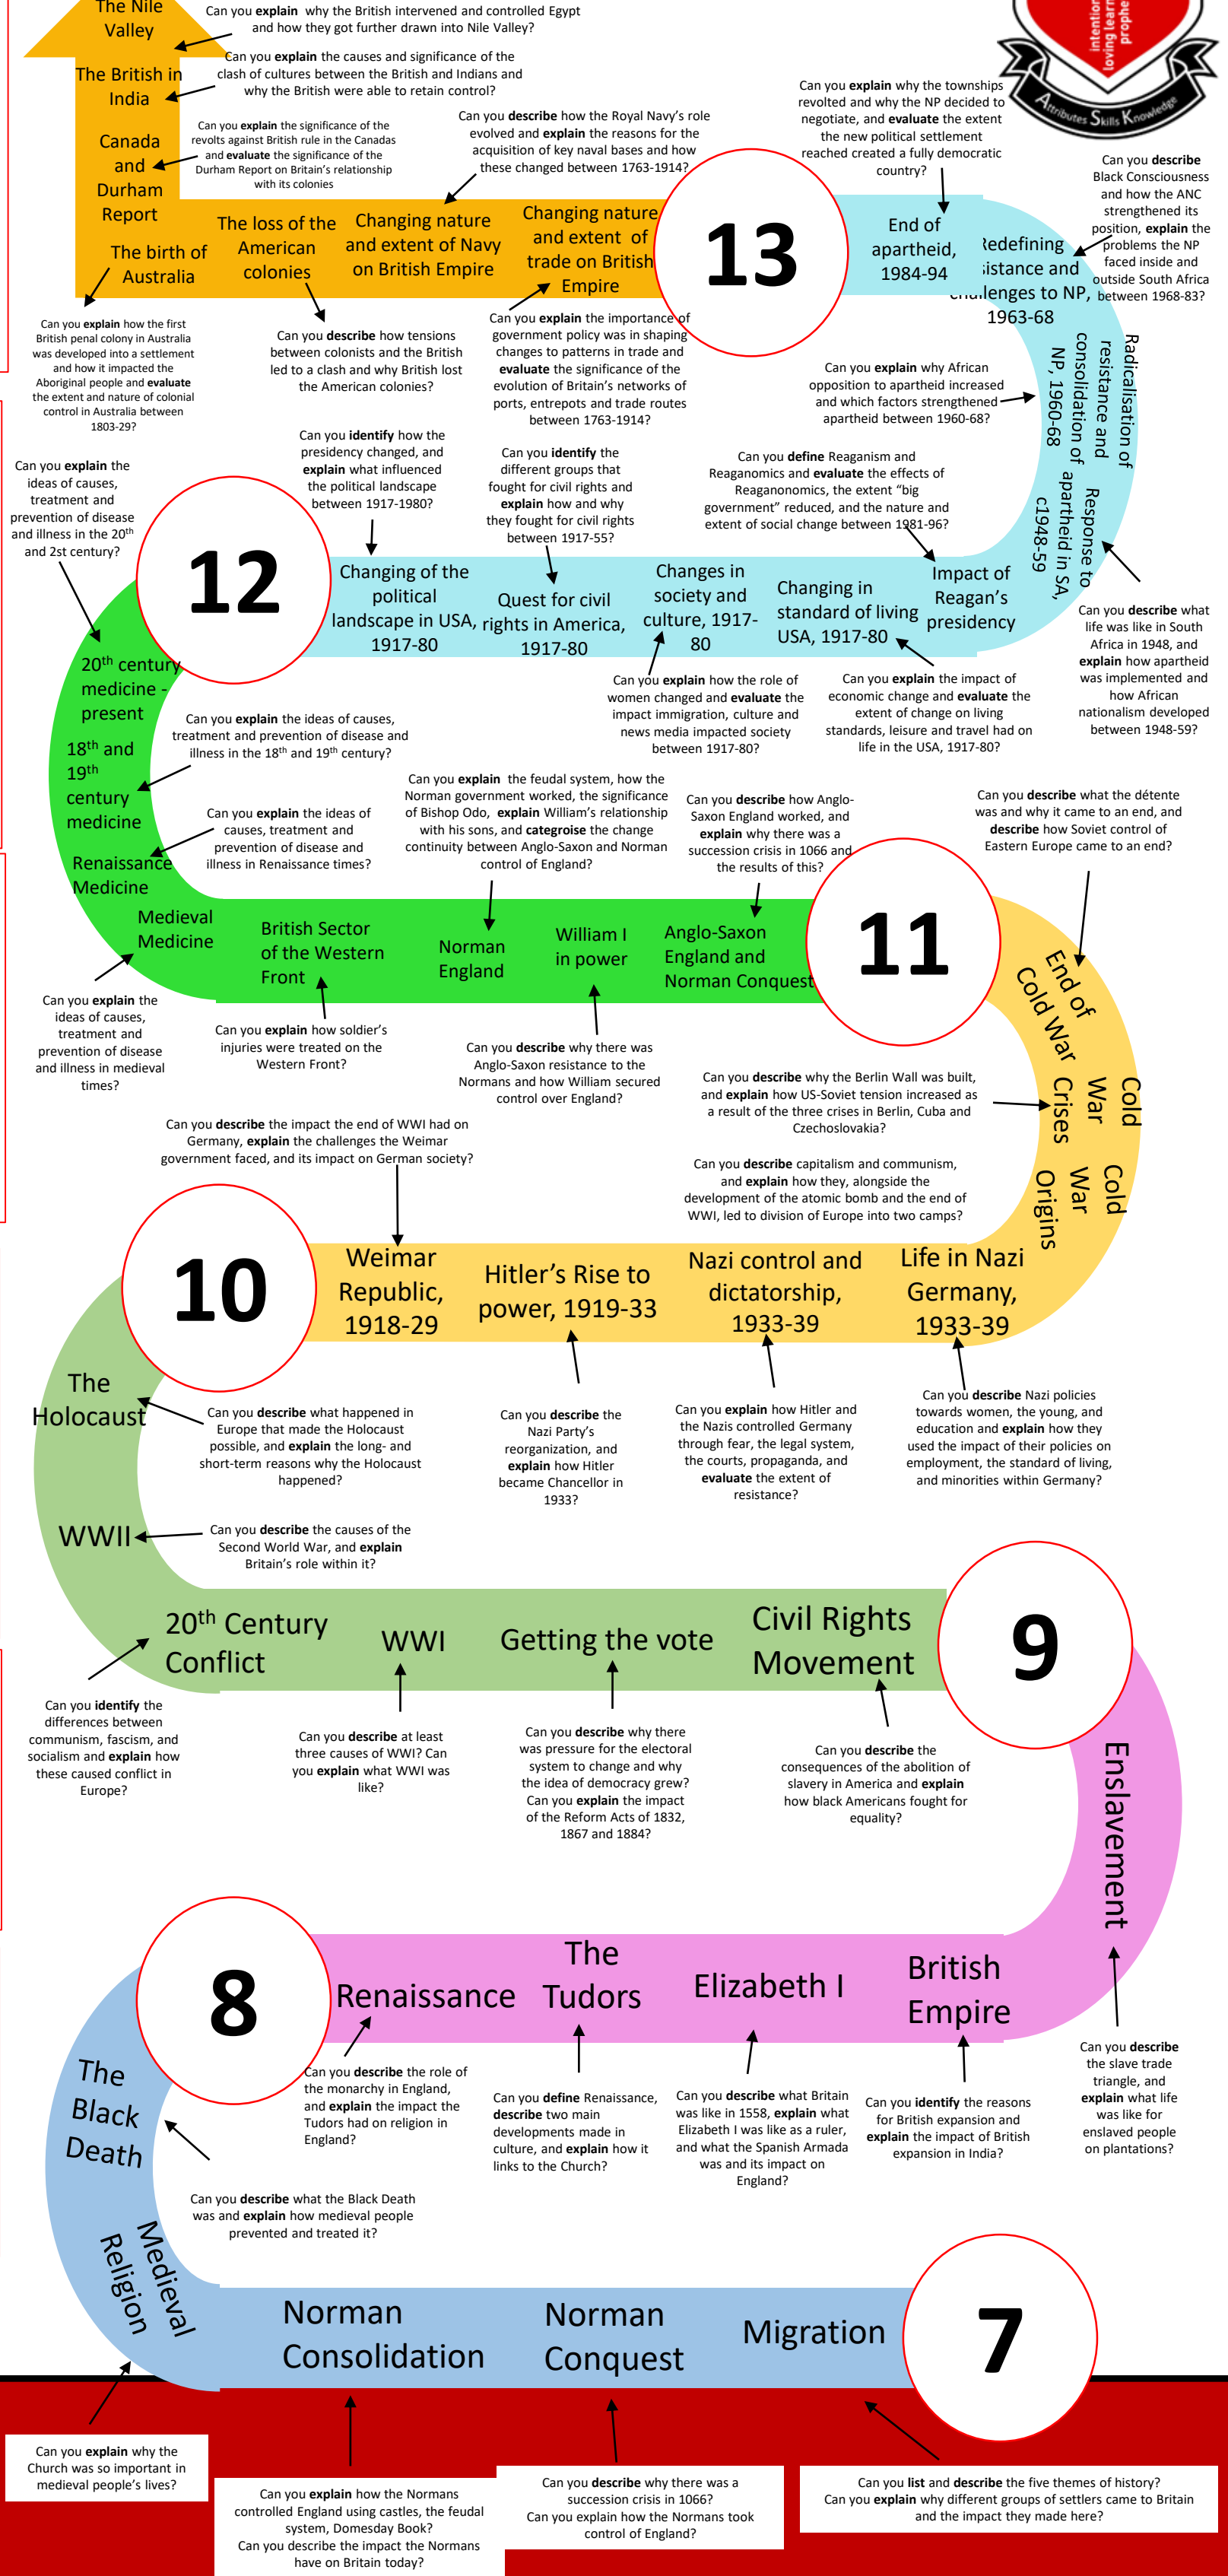 The Nile
Valley
Can you explain why the British intervened and controlled Egypt
and how they got further drawn into Nile Valley?
The British in
India
Can you explain the causes and significance of the
clash of cultures between the British and Indians and
why the British were able to retain control?
Canada
and
Durham
Report
Can you explain the significance of the
revolts against British rule in the Canadas
and evaluate the significance of the
Durham Report on Britain's relationship
with its colonies
Can you describe how the Royal Navy's role
evolved and explain the reasons for the
acquisition of key naval bases and how
these changed between 1763-1914?
Can you explain why the townships
revolted and why the NP decided to
negotiate, and evaluate the extent
the new political settlement
reached created a fully democratic
country?
intention
loving learn
prophe
Attributes Skills Knowledge
Can you describe
Black Consciousness
and how the ANC
strengthened its
position, explain the
problems the NP
faced inside and
outside South Africa
between 1968-83?
The birth of
Australia
The loss of the
American
colonies
Changing nature
and extent of Navy
on British Empire
Changing nature
and extent of
trade on British
Empire
13
End of
apartheid,
1984-94
Redefining
sistance and
challenges to NP,
1963-68
Can you explain how the first
British penal colony in Australia
was developed into a settlement
and how it impacted the
Aboriginal people and evaluate
the extent and nature of colonial
control in Australia between
1803-29?
Can you describe how tensions
between colonists and the British
led to a clash and why British lost
the American colonies?
Can you explain the importance of
government policy was in shaping
changes to patterns in trade and
evaluate the significance of the
evolution of Britain's networks of
ports, entrepots and trade routes
between 1763-1914?
Can you explain why African
opposition to apartheid increased
and which factors strengthened
apartheid between 1960-68?
Radicalisation of
resistance and
consolidation of
NP, 1960-68
Can you explain the
ideas of causes,
treatment and
prevention of disease
and illness in the 20th
and 2st century?
Can you identify how the
presidency changed, and
explain what influenced
the political landscape
between 1917-1980?
Can you identify the
different groups that
fought for civil rights and
explain how and why
they fought for civil rights
between 1917-55?
Can you define Reaganism and
Reaganomics and evaluate the effects of
Reaganonomics, the extent "big
government" reduced, and the nature and
extent of social change between 1981-96?
Response to
apartheid in SA,
c1948-59
12
Changing of the
political
landscape in USA,
1917-80
Quest for civil
rights in America,
1917-80
Changes in
society and
culture, 1917-
80
Changing in
standard of living
USA, 1917-80
Impact of
Reagan's
presidency
Can you describe what
life was like in South
Africa in 1948, and
explain how apartheid
was implemented and
how African
nationalism developed
between 1948-59?
Can you explain how the role of
women changed and evaluate the
impact immigration, culture and
news media impacted society
between 1917-80?
Can you explain the impact of
economic change and evaluate the
extent of change on living
standards, leisure and travel had on
life in the USA, 1917-80?
20th century
medicine -
present
18th and
19th
century
medicine
Can you explain the ideas of causes,
treatment and prevention of disease and
illness in the 18th and 19th century?
Can you explain the ideas of
causes, treatment and
prevention of disease and
illness in Renaissance times?
Can you explain the feudal system, how the
Norman government worked, the significance
of Bishop Odo, explain William's relationship
with his sons, and categroise the change
continuity between Anglo-Saxon and Norman
control of England?
Can you describe how Anglo-
Saxon England worked, and
explain why there was a
succession crisis in 1066 and
the results of this?
Can you describe what the détente
was and why it came to an end, and
describe how Soviet control of
Eastern Europe came to an end?
Renaissance
Medicine
Medieval
Medicine
British Sector
of the Western
Front
Norman
England
William I
in power
Anglo-Saxon
England and
Norman Conquest
11
End of
Cold War
Can you explain the
ideas of causes,
treatment and
prevention of disease
and illness in medieval
times?
Can you explain how soldier's
injuries were treated on the
Western Front?
Can you describe why there was
Anglo-Saxon resistance to the
Normans and how William secured
control over England?
Can you describe why the Berlin Wall was built,
and explain how US-Soviet tension increased as
a result of the three crises in Berlin, Cuba and
Czechoslovakia?
Cold
War
Crises
Can you describe the impact the end of WWI had on
Germany, explain the challenges the Weimar
government faced, and its impact on German society?
Can you describe capitalism and communism,
and explain how they, alongside the
development of the atomic bomb and the end of
WWI, led to division of Europe into two camps?
Cold
War
Origins
10
Weimar
Republic,
1918-29
Hitler's Rise to
power, 1919-33
Nazi control and
dictatorship,
1933-39
Life in Nazi
Germany,
1933-39
The
Holocaust
Can you describe what happened in
Europe that made the Holocaust
possible, and explain the long- and
short-term reasons why the Holocaust
happened?
Can you describe the
Nazi Party's
reorganization, and
explain how Hitler
became Chancellor in
1933?
Can you explain how Hitler and
the Nazis controlled Germany
through fear, the legal system,
the courts, propaganda, and
evaluate the extent of
resistance?
Can you describe Nazi policies
towards women, the young, and
education and explain how they
used the impact of their policies on
employment, the standard of living,
and minorities within Germany?
WWII
Can you describe the causes of the
Second World War, and explain
Britain's role within it?
20th Century
Conflict
WWI
Getting the vote
Civil Rights
Movement
9
Can you identify the
differences between
communism, fascism, and
socialism and explain how
these caused conflict in
Europe?
Can you describe at least
three causes of WWI? Can
you explain what WWI was
like?
Can you describe why there
was pressure for the electoral
system to change and why
the idea of democracy grew?
Can you explain the impact
of the Reform Acts of 1832,
1867 and 1884?
Can you describe the
consequences of the abolition of
slavery in America and explain
how black Americans fought for
equality?
Enslavement
8
Renaissance
The
Tudors
Elizabeth I
British
Empire
The
Black
Death
Can you describe the role of
the monarchy in England,
and explain the impact the
Tudors had on religion in
England?
Can you define Renaissance,
describe two main
developments made in
culture, and explain how it
links to the Church?
Can you describe what Britain
was like in 1558, explain what
Elizabeth I was like as a ruler,
and what the Spanish Armada
was and its impact on
England?
Can you identify the reasons
for British expansion and
explain the impact of British
expansion in India?
Can you describe
the slave trade
triangle, and
explain what life
was like for
enslaved people
on plantations?
Can you describe what the Black Death
was and explain how medieval people
prevented and treated it?
Medieval
Religion
Norman
Consolidation
Norman
Conquest
Migration
7
Can you explain why the
Church was so important in
medieval people's lives?
Can you explain how the Normans
controlled England using castles, the feudal
system, Domesday Book?
Can you describe the impact the Normans
have on Britain today?
Can you describe why there was a
succession crisis in 1066?
Can you explain how the Normans took
control of England?
Can you list and describe the five themes of history?
Can you explain why different groups of settlers came to Britain
and the impact they made here?